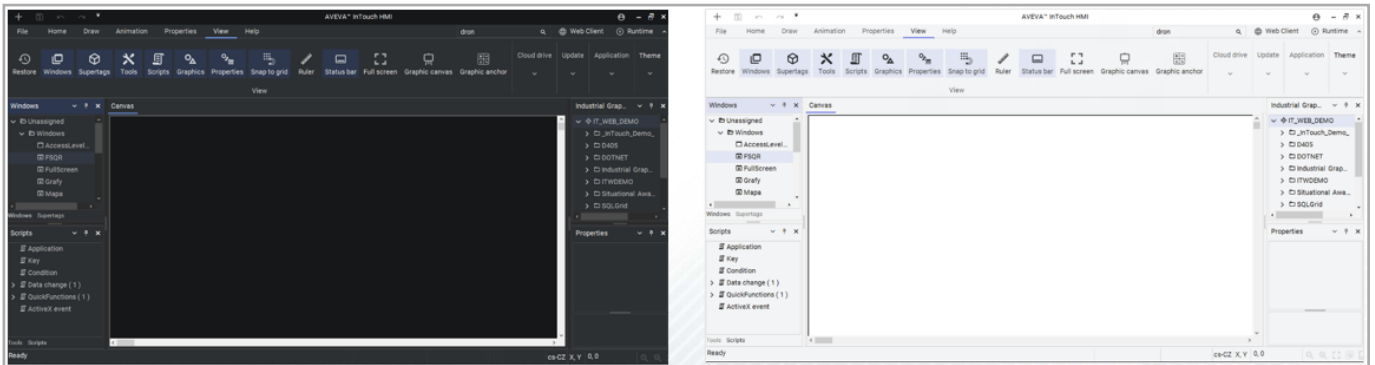 AVEVA™ InTouch HMI
File Home Draw Animation Properties View Help dron Web Client Runtime
Restore Windows Supertags Tools Scripts Graphics Properties Snap to grid Ruler Status bar Full screen Graphic canvas Graphic anchor Cloud drive Update Application Theme
View
Windows Canvas Industrial Grap...
Unassigned IT_WEB_DEMO
Windows _InTouch_Demo_
AccessLevel... D405
FSQR DOTNET
FullScreen Industrial Grap...
Grafy ITWDEMO
Mapa Situational Awa...
SQLGrid
Windows Supertags
Scripts Properties
Application
Key
Condition
Data change ( 1 )
QuickFunctions ( 1 )
ActiveX event
Tools Scripts
Ready cs-CZ X, Y 0, 0
AVEVA™ InTouch HMI
File Home Draw Animation Properties View Help dron Web Client Runtime
Restore Windows Supertags Tools Scripts Graphics Properties Snap to grid Ruler Status bar Full screen Graphic canvas Graphic anchor Cloud drive Update Application Theme
View
Windows Canvas Industrial Grap...
Unassigned IT_WEB_DEMO
Windows _InTouch_Demo_
AccessLevel... D405
FSQR DOTNET
FullScreen Industrial Grap...
Grafy ITWDEMO
Mapa Situational Awa...
SQLGrid
Windows Supertags
Scripts Properties
Application
Key
Condition
Data change ( 1 )
QuickFunctions ( 1 )
ActiveX event
Tools Scripts
Ready cs-CZ X, Y 0, 0